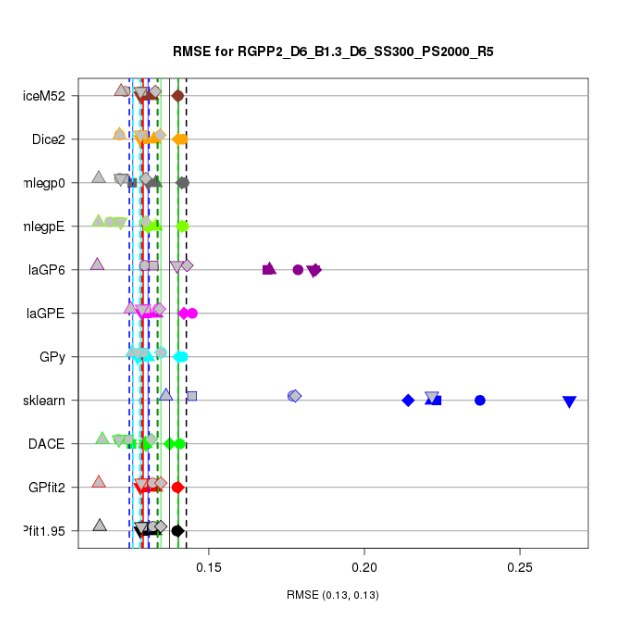 RMSE for RGPP2_D6_B1.3_D6_SS300_PS2000_R5
iceM52
Dice2
mlegp0
mlegpE
laGP6
laGPE
GPy
sklearn
DACE
GPfit2
Pfit1.95
0.15 0.20 0.25
RMSE (0.13, 0.13)